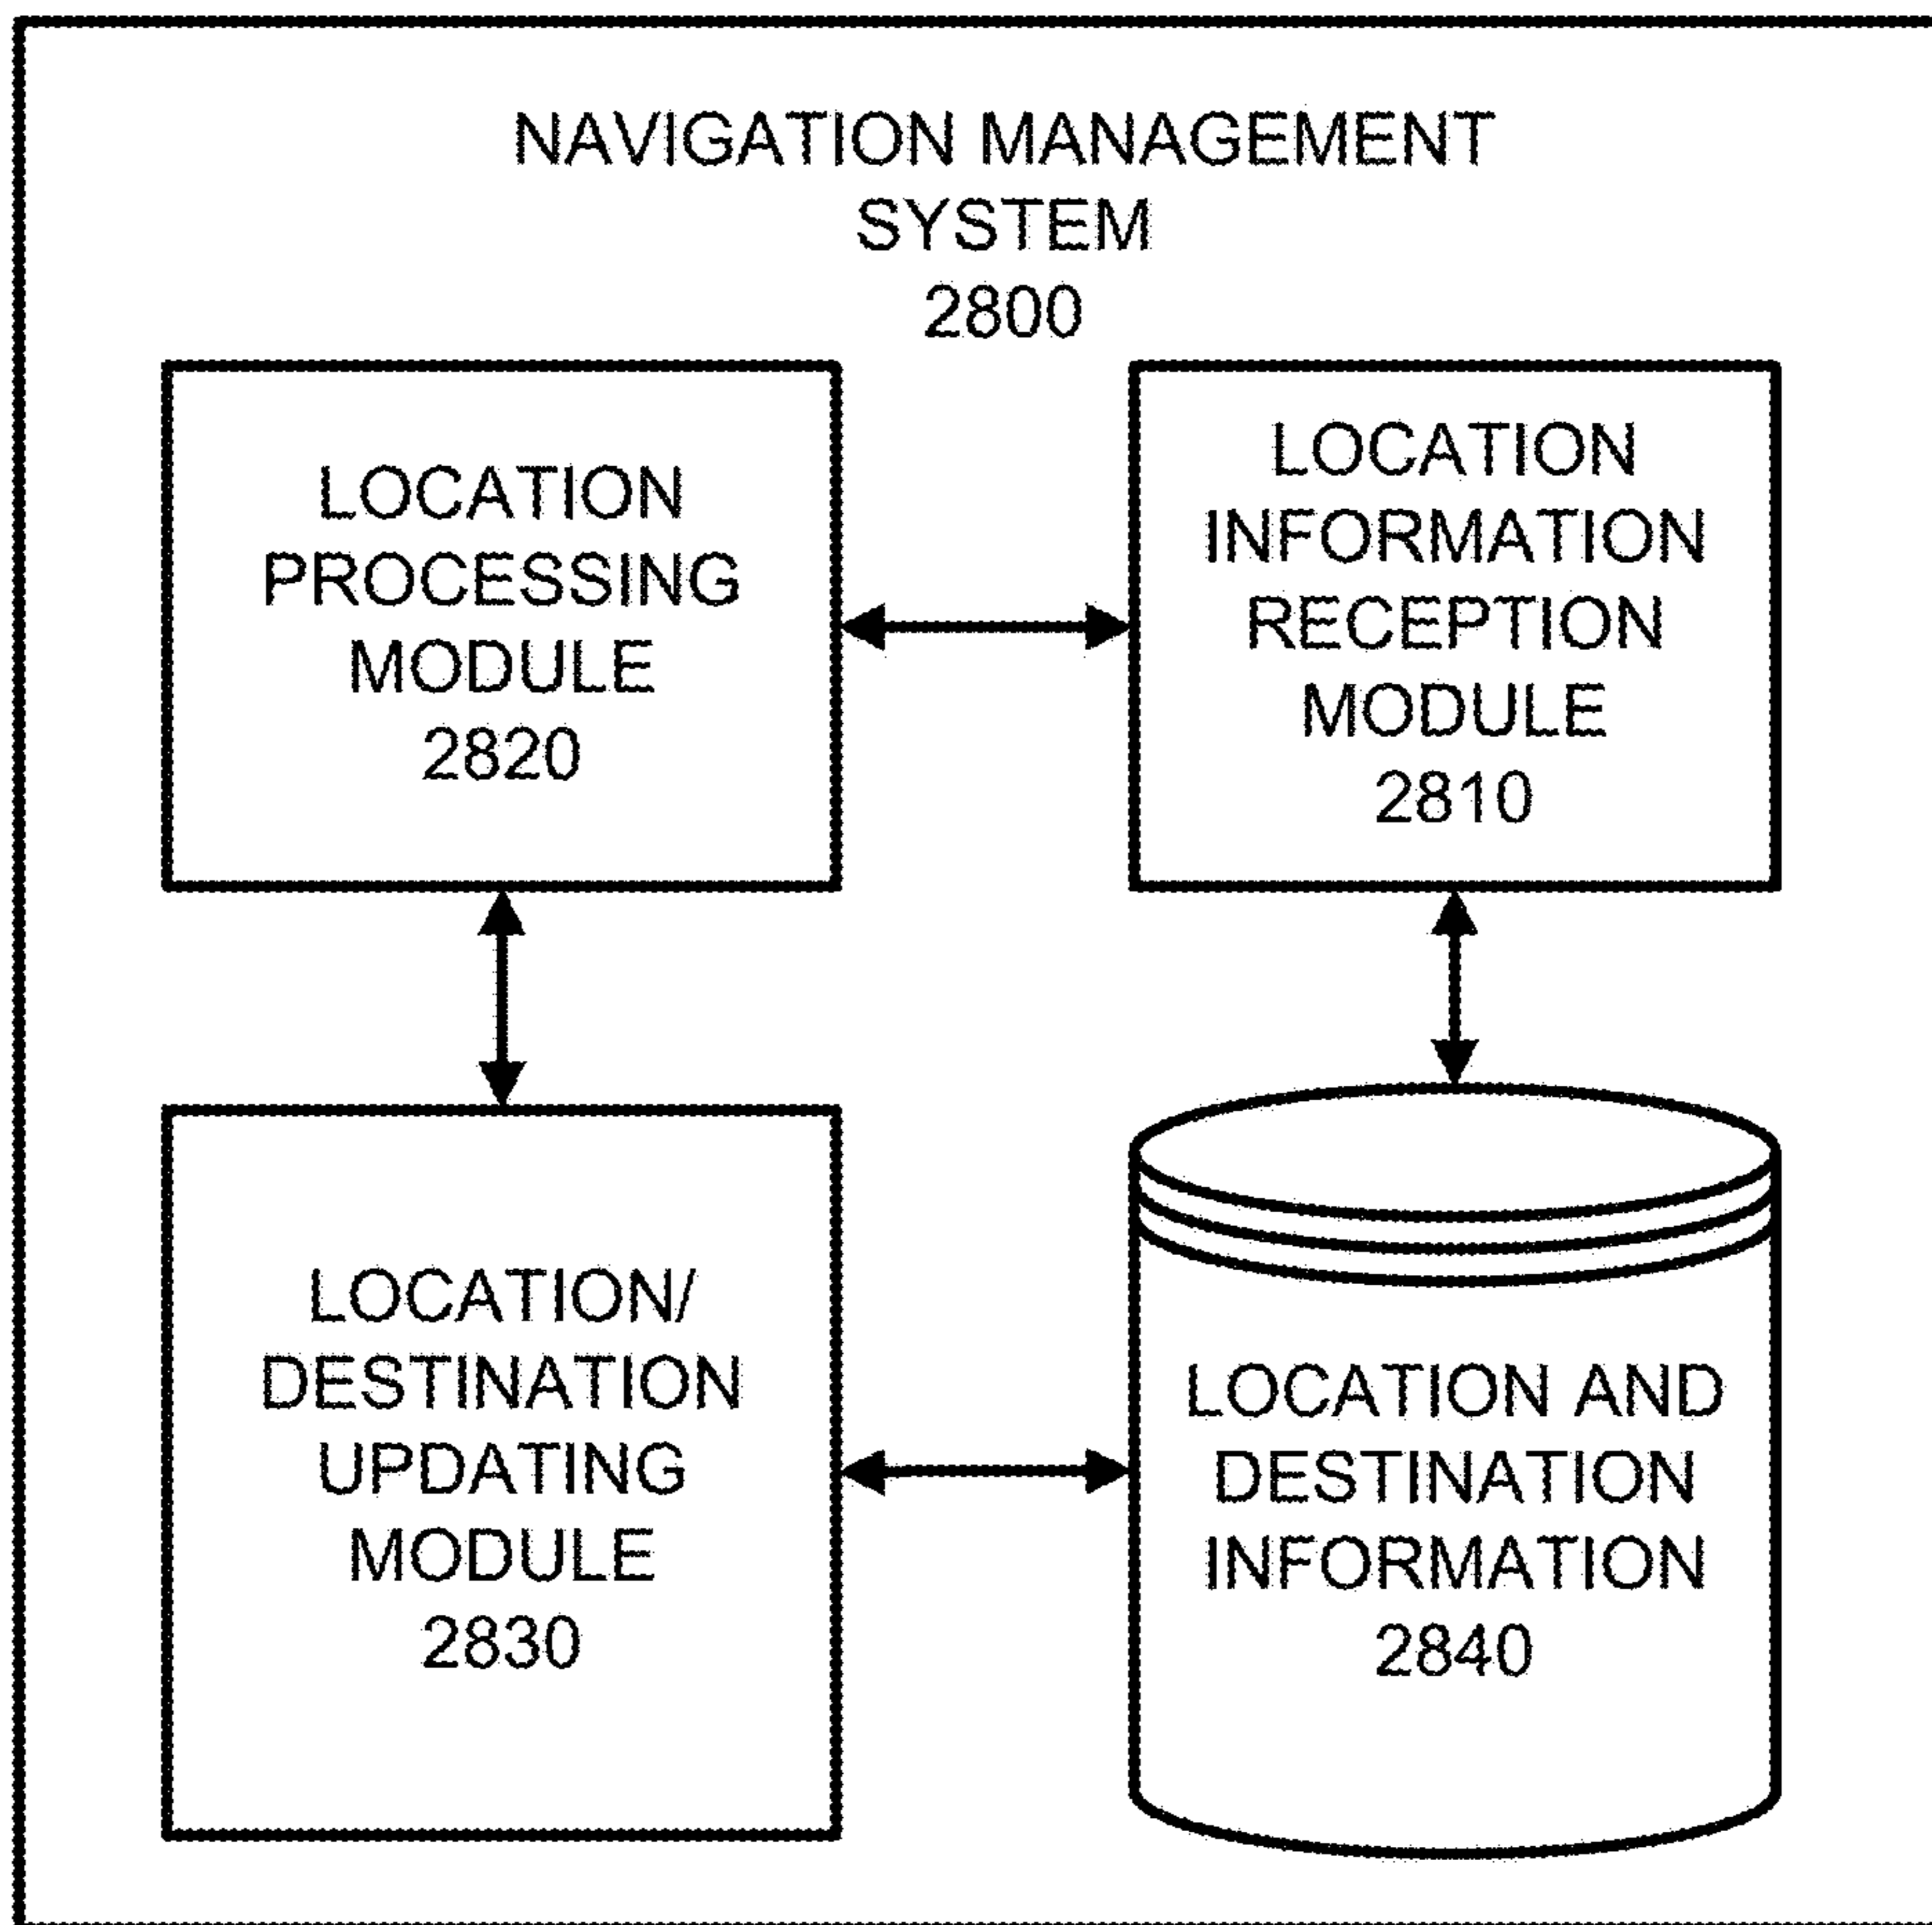 NAVIGATION MANAGEMENT
SYSTEM
2800
LOCATION
PROCESSING
MODULE
2820
LOCATION
INFORMATION
RECEPTION
MODULE
2810
LOCATION/
DESTINATION
UPDATING
MODULE
2830
LOCATION AND
DESTINATION
INFORMATION
2840